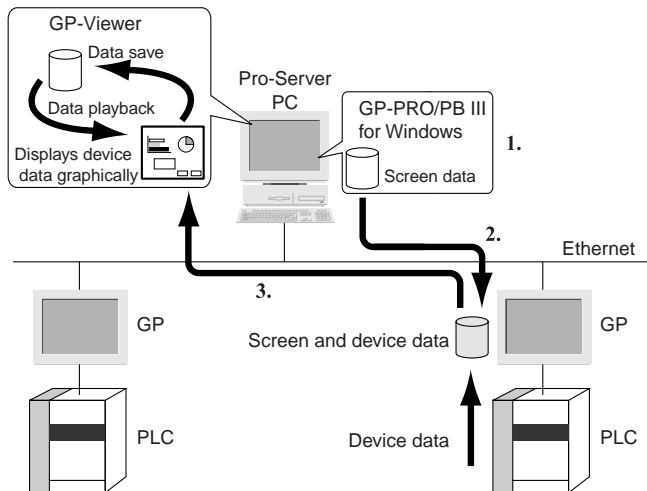 GP-Viewer
Data save
Data playback
Displays device
data graphically
Pro-Server
PC
GP-PRO/PB III
for Windows
Screen data
1.
2.
Ethernet
3.
GP
Screen and device data
GP
PLC
Device data
PLC